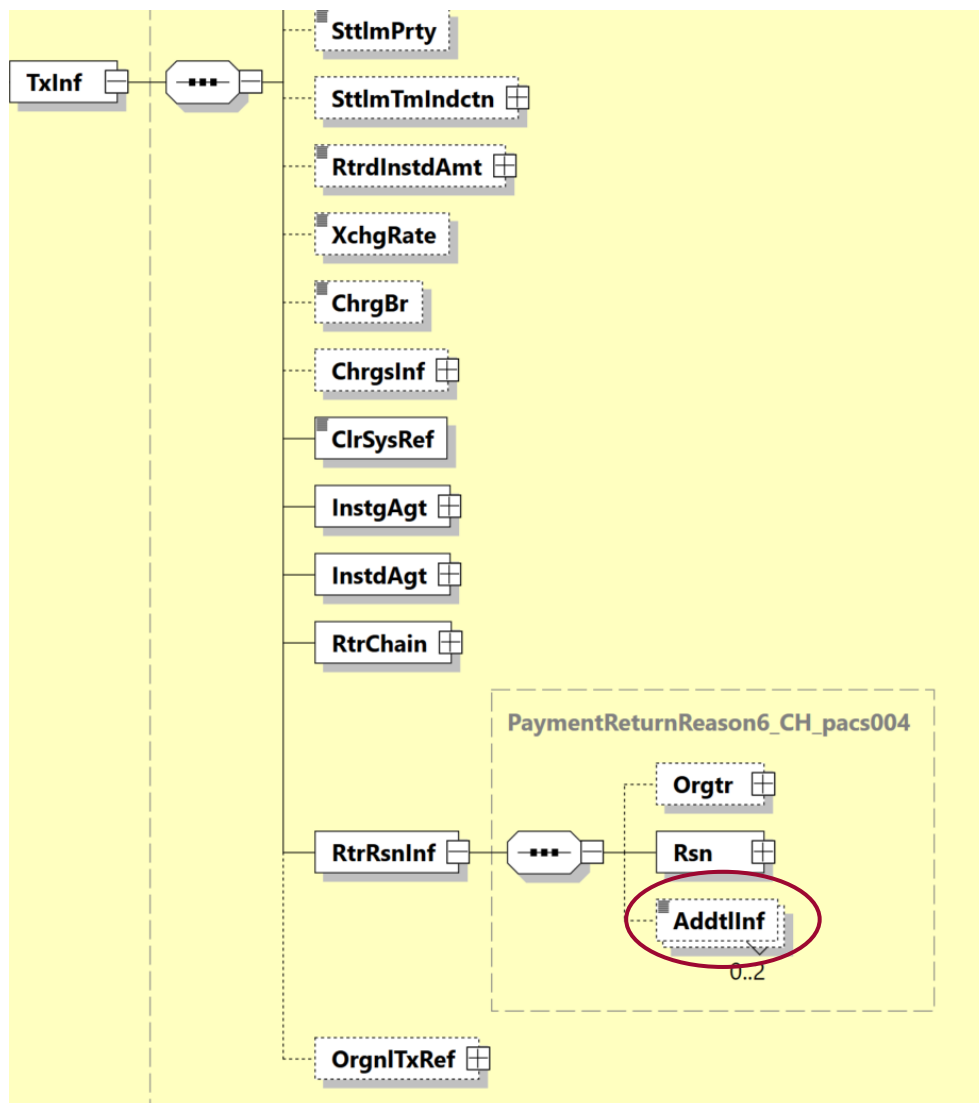 SttlmPrty
TxInf
SttlmTmIndctn
RtrdInstdAmt
XchgRate
ChrgBr
ChrgsInf
ClrSysRef
InstgAgt
InstdAgt
RtrChain
PaymentReturnReason6_CH_pacs004
Orgtr
RtrRsnInf
Rsn
AddtlInf
0..2
OrgnlTxRef